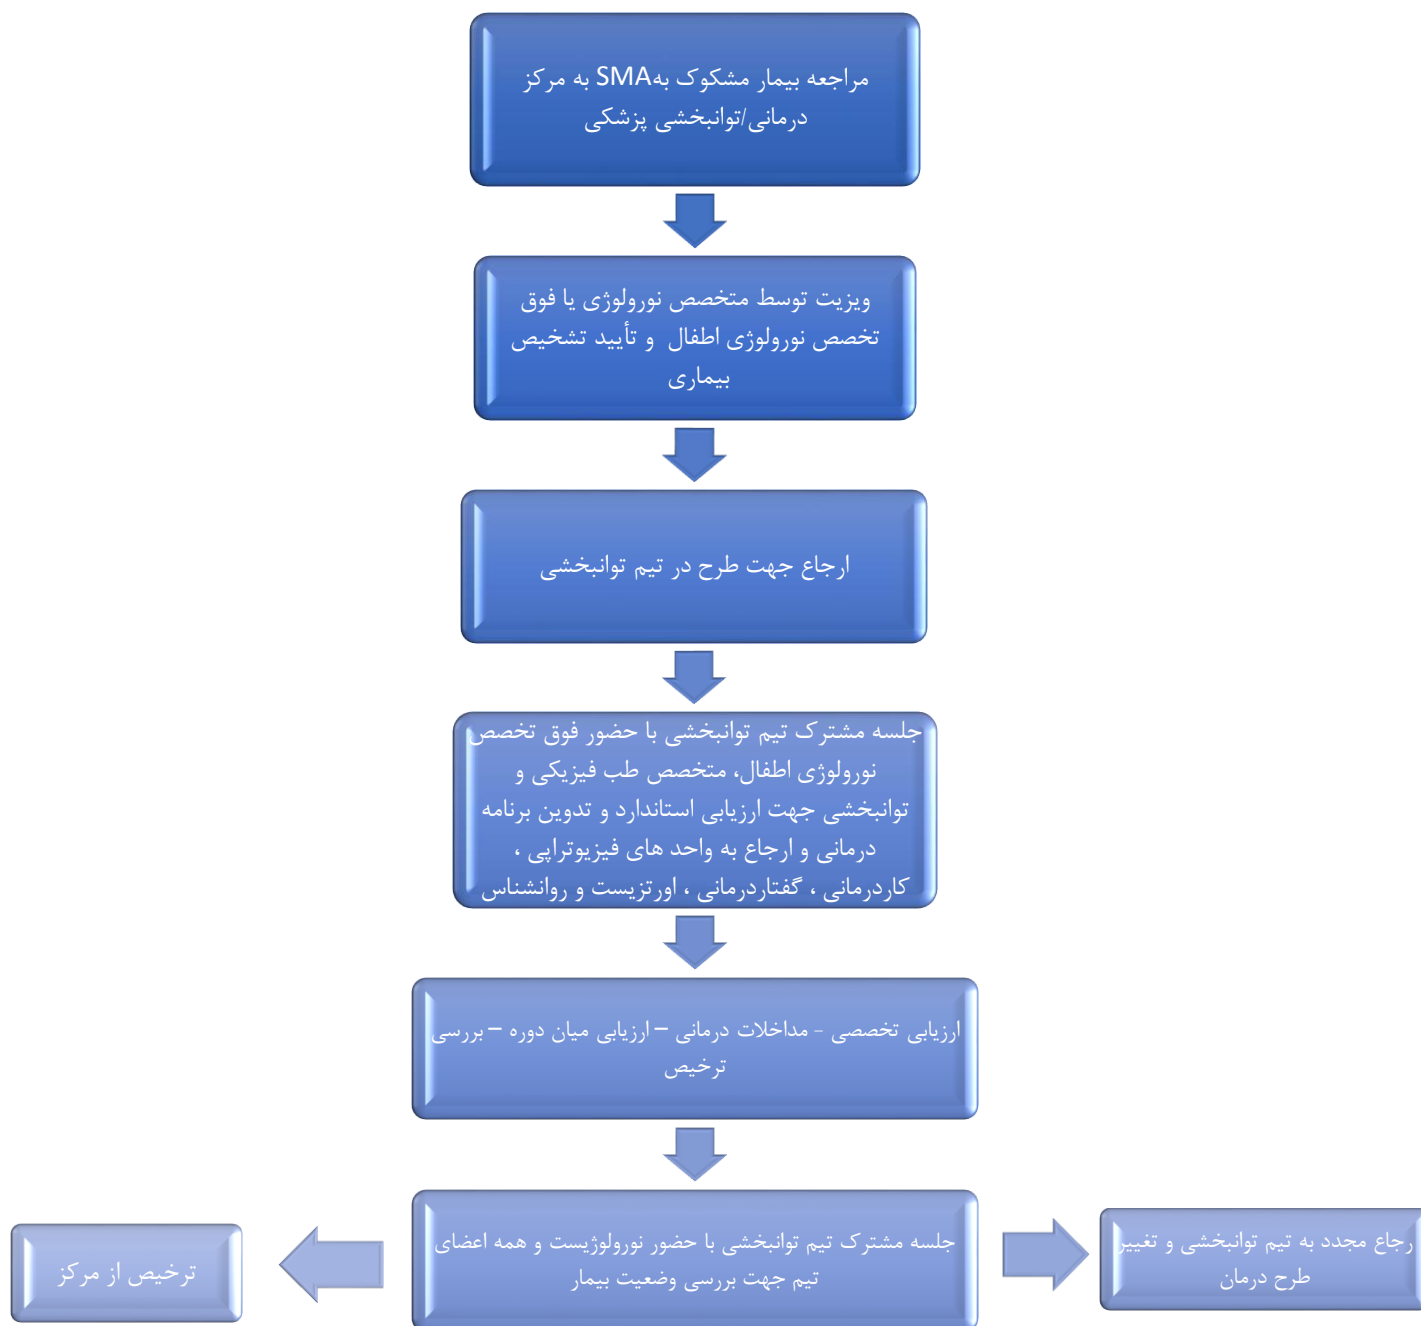 مراجعه بیمار مشکوک به SMA به مرکز
درمانی/توانبخشی پزشکی
ویزیت توسط متخصص نورولوژی یا فوق
تخصص نورولوژی اطفال و تأیید تشخیص
بیماری
ارجاع جهت طرح در تیم توانبخشی
جلسه مشترک تیم توانبخشی با حضور فوق تخصص
نورولوژی اطفال، متخصص طب فیزیکی و
توانبخشی جهت ارزیابی استاندارد و تدوین برنامه
درمانی و ارجاع به واحد های فیزیوتراپی ،
کاردرمانی ، گفتاردرمانی ، اورتزیست و روانشناس
ارزیابی تخصصی - مداخلات درمانی – ارزیابی میان دوره – بررسی
ترخیص
جلسه مشترک تیم توانبخشی با حضور نورولوژیست و همه اعضای
تیم جهت بررسی وضعیت بیمار
رجاع مجدد به تیم توانبخشی و تغییر
طرح درمان
ترخیص از مرکز